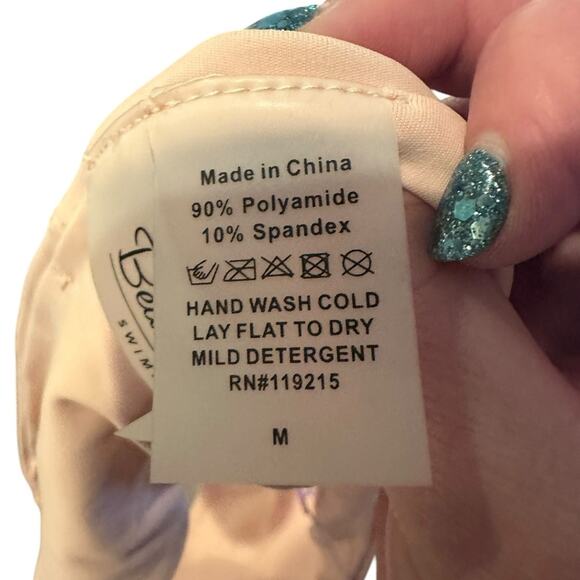 Made in China
90% Polyamide
10% Spandex
HAND WASH COLD
LAY FLAT TO DRY
MILD DETERGENT
RN#119215
M